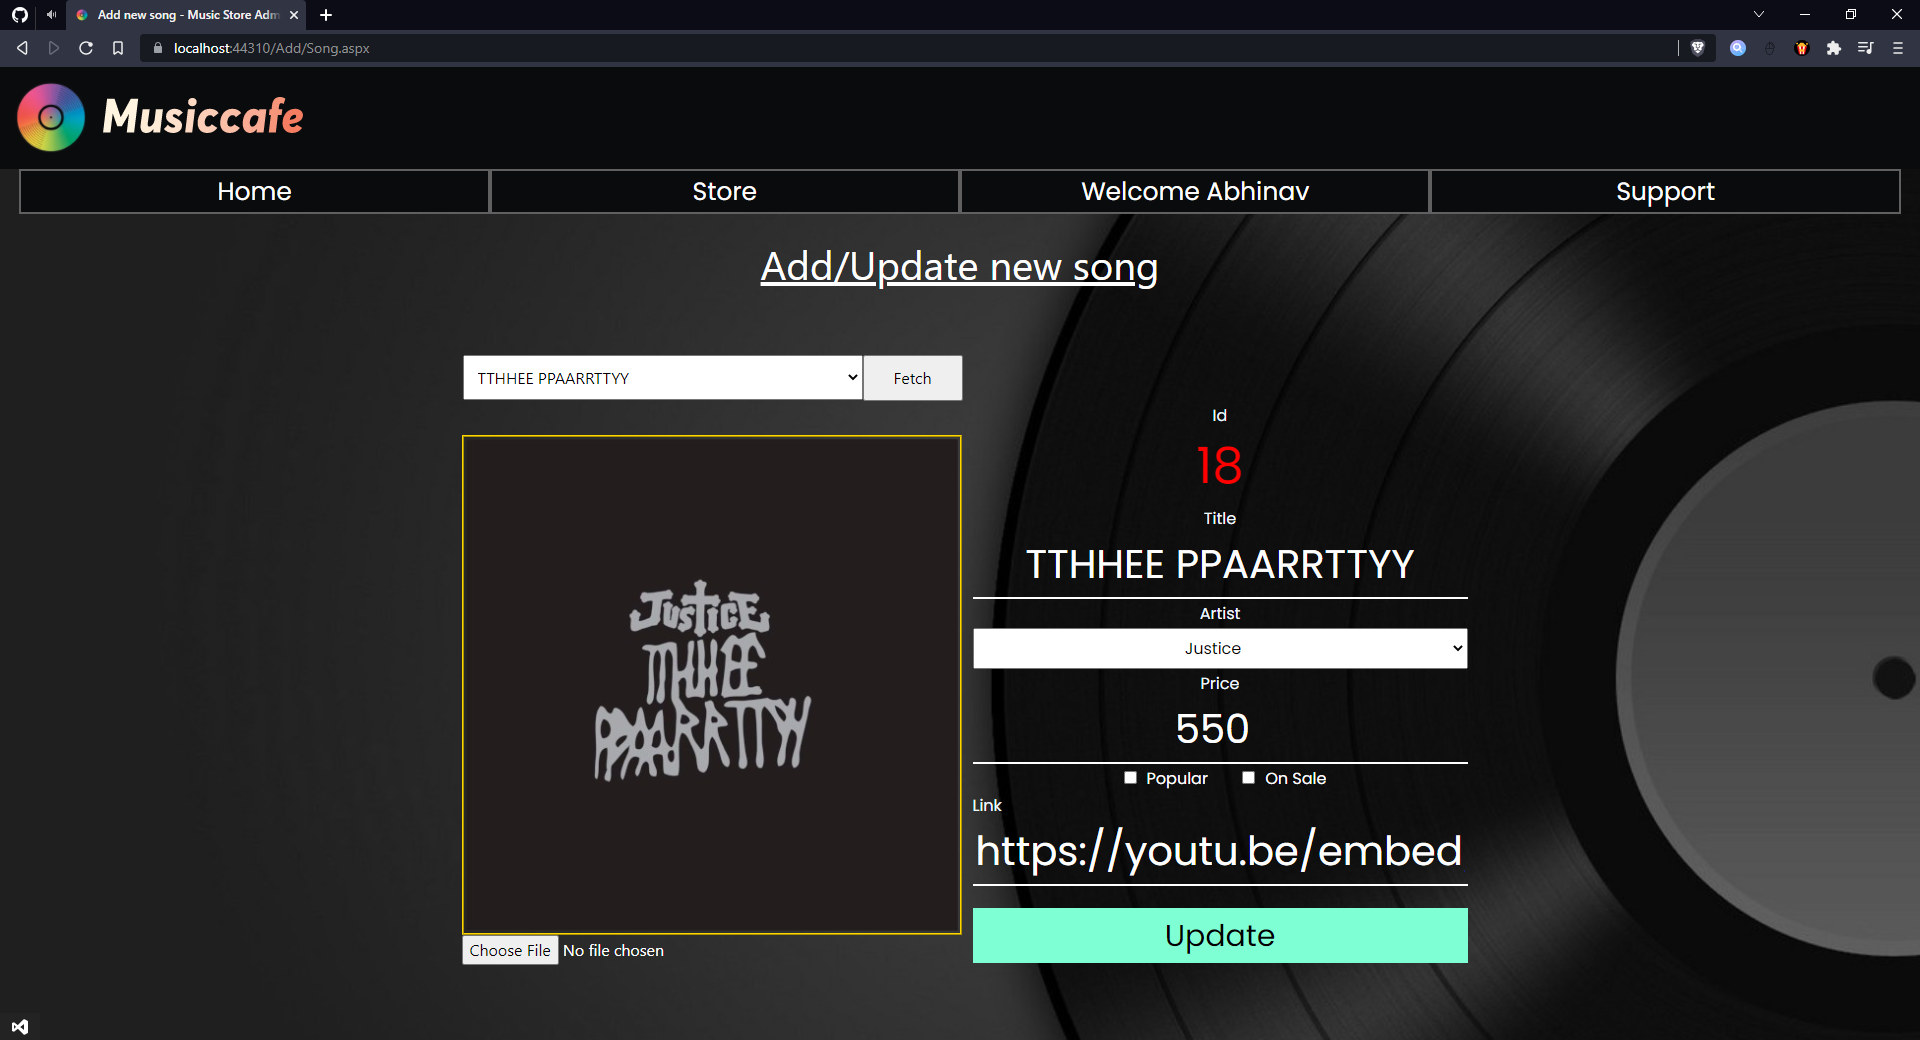 Add new song - Music Store Adm
localhost:44310/Add/Song.aspx
Musiccafe
Home
Store
Welcome Abhinav
Support
Add/Update new song
TTHHEE PPAARRTTYY
Fetch
JUSTICE
TTHHEE
PPAARRTTYY
Choose File No file chosen
Id
18
Title
TTHHEE PPAARRTTYY
Artist
Justice
Price
550
Popular
On Sale
Link
https://youtu.be/embed
Update